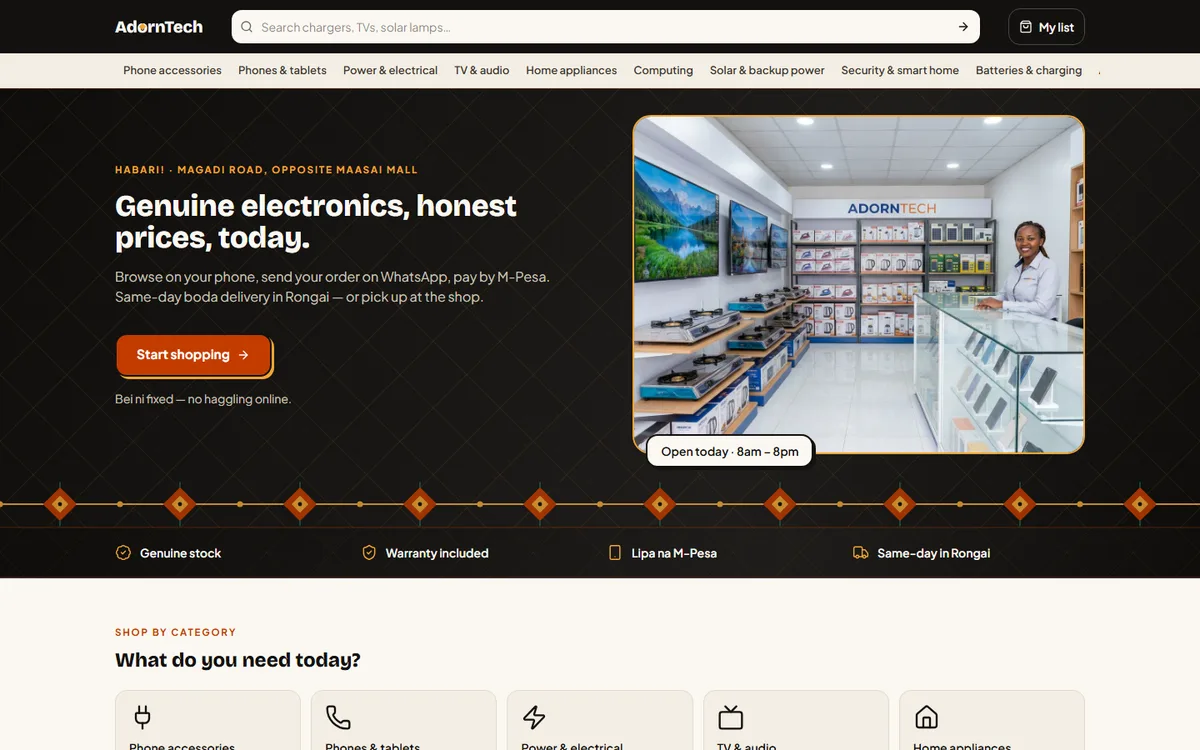 AdornTech
Search chargers, TVs, solar lamps...
My list
Phone accessories
Phones & tablets
Power & electrical
TV & audio
Home appliances
Computing
Solar & backup power
Security & smart home
Batteries & charging
HABARI! · MAGADI ROAD, OPPOSITE MAASAI MALL
Genuine electronics, honest
prices, today.
Browse on your phone, send your order on WhatsApp, pay by M-Pesa.
Same-day boda delivery in Rongai — or pick up at the shop.
Start shopping
Bei ni fixed — no haggling online.
ADORNTECH
Open today · 8am – 8pm
Genuine stock
Warranty included
Lipa na M-Pesa
Same-day in Rongai
SHOP BY CATEGORY
What do you need today?
Phone accessories
Phones & tablets
Power & electrical
TV & audio
Home appliances